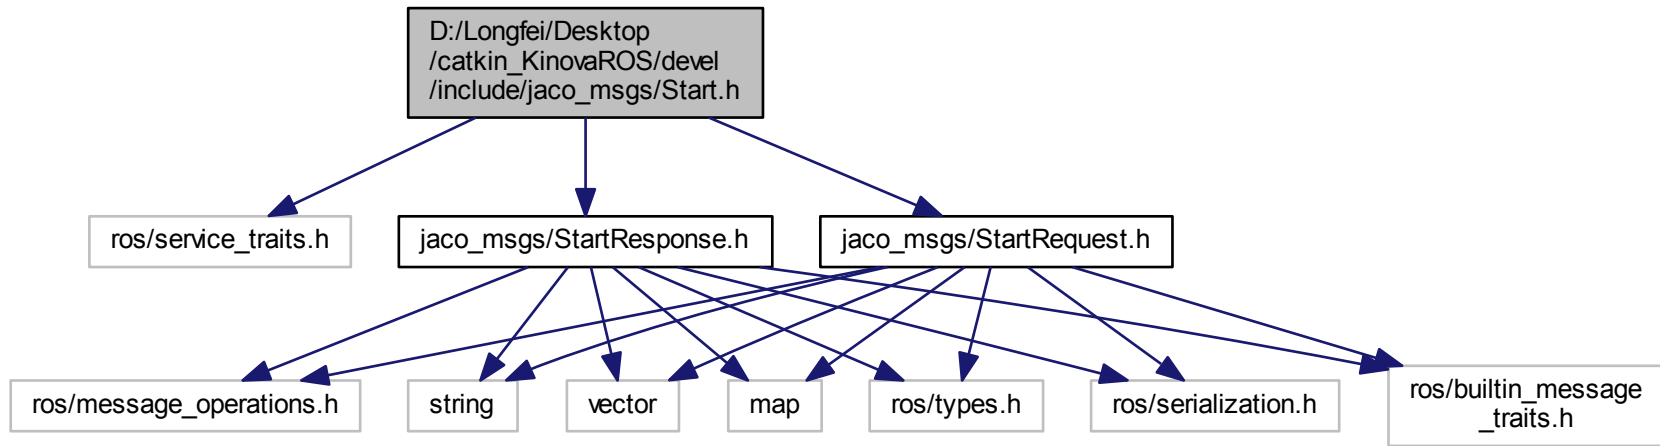 D:/Longfei/Desktop
/catkin_KinovaROS/devel
/include/jaco_msgs/Start.h
ros/service_traits.h
jaco_msgs/StartResponse.h
jaco_msgs/StartRequest.h
ros/message_operations.h
string
vector
map
ros/types.h
ros/serialization.h
ros/builtin_message
_traits.h